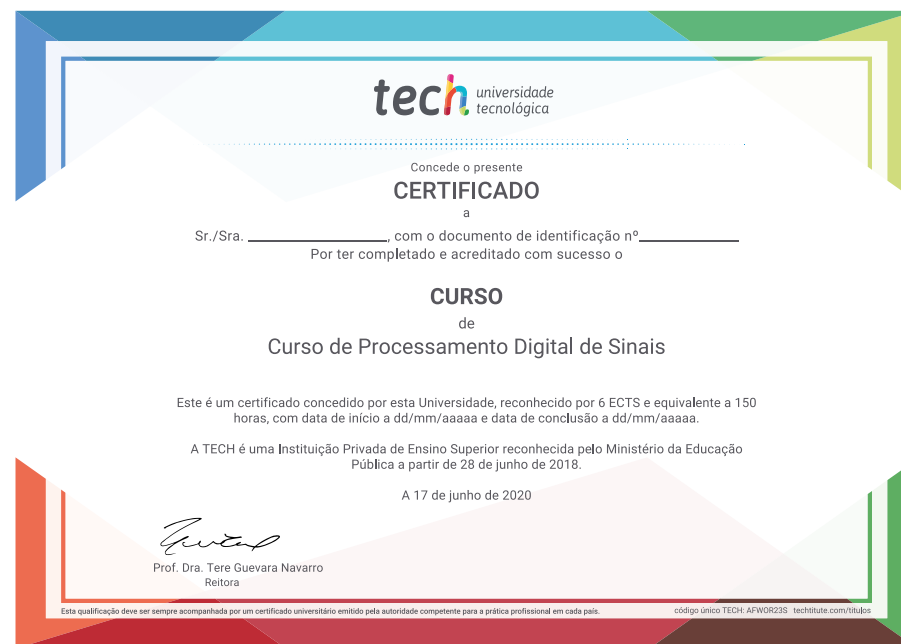 tech universidade
tecnológica
Concede o presente
CERTIFICADO
a
Sr./Sra. ________________, com o documento de identificação nº____________
Por ter completado e acreditado com sucesso o
CURSO
de
Curso de Processamento Digital de Sinais
Este é um certificado concedido por esta Universidade, reconhecido por 6 ECTS e equivalente a 150
horas, com data de início a dd/mm/aaaaa e data de conclusão a dd/mm/aaaaa.
A TECH é uma Instituição Privada de Ensino Superior reconhecida pelo Ministério da Educação
Pública a partir de 28 de junho de 2018.
A 17 de junho de 2020
Prof. Dra. Tere Guevara Navarro
Reitora
Esta qualificação deve ser sempre acompanhada por um certificado universitário emitido pela autoridade competente para a prática profissional em cada país.
código único TECH: AFWOR23S techtitute.com/titulos